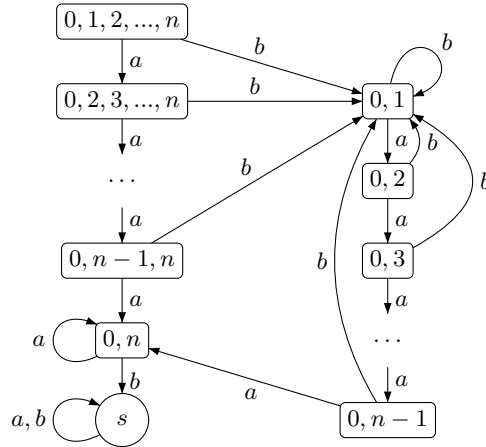 0, 1, 2, ..., n
b
b
a
0, 2, 3, ..., n
b
0, 1
a
a
b
0, 2
...
b
a
b
a
0, n − 1, n
b
0, 3
a
a
a
0, n
...
b
a
a
a, b
s
0, n − 1